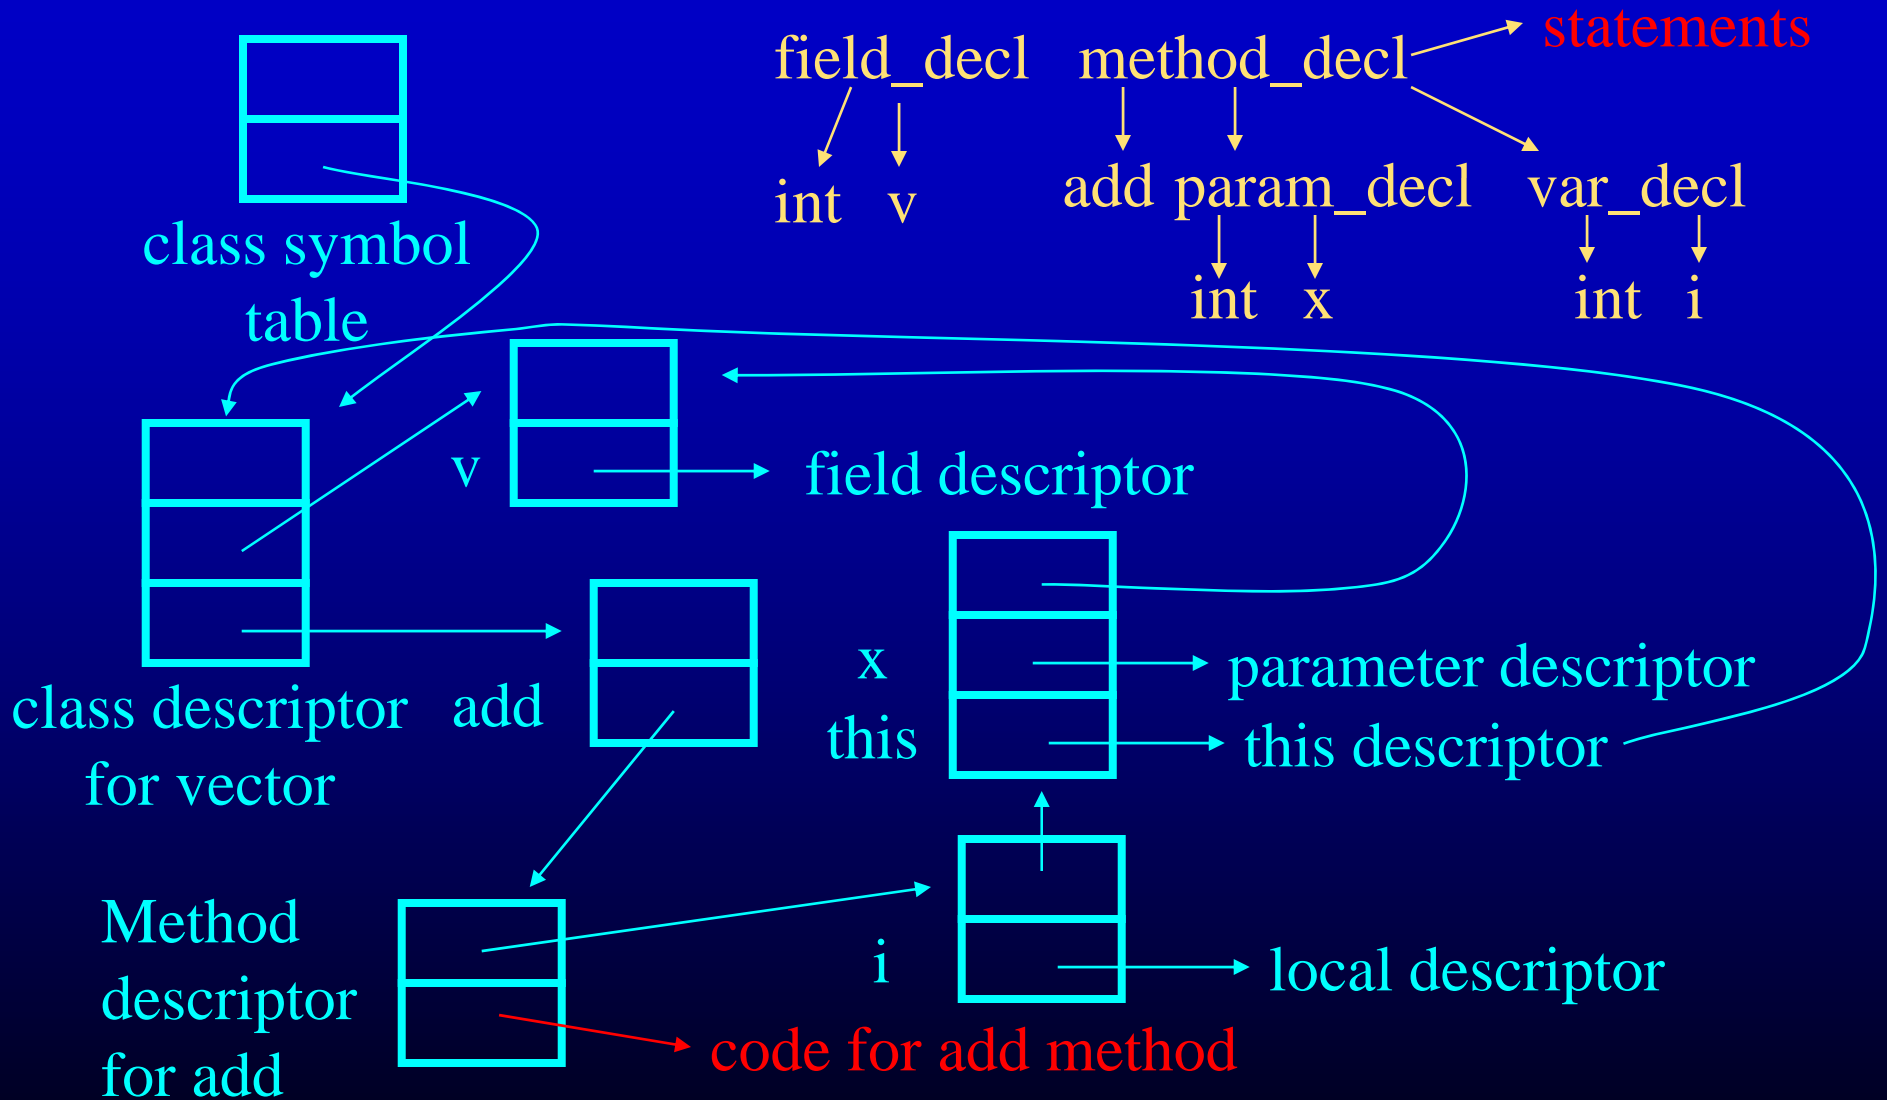 statements
field_decl method_decl
int v
add param_decl var_decl
int x
int i
class symbol
table
v
field descriptor
x
parameter descriptor
this
this descriptor
class descriptor
for vector
add
Method
descriptor
for add
i
local descriptor
code for add method